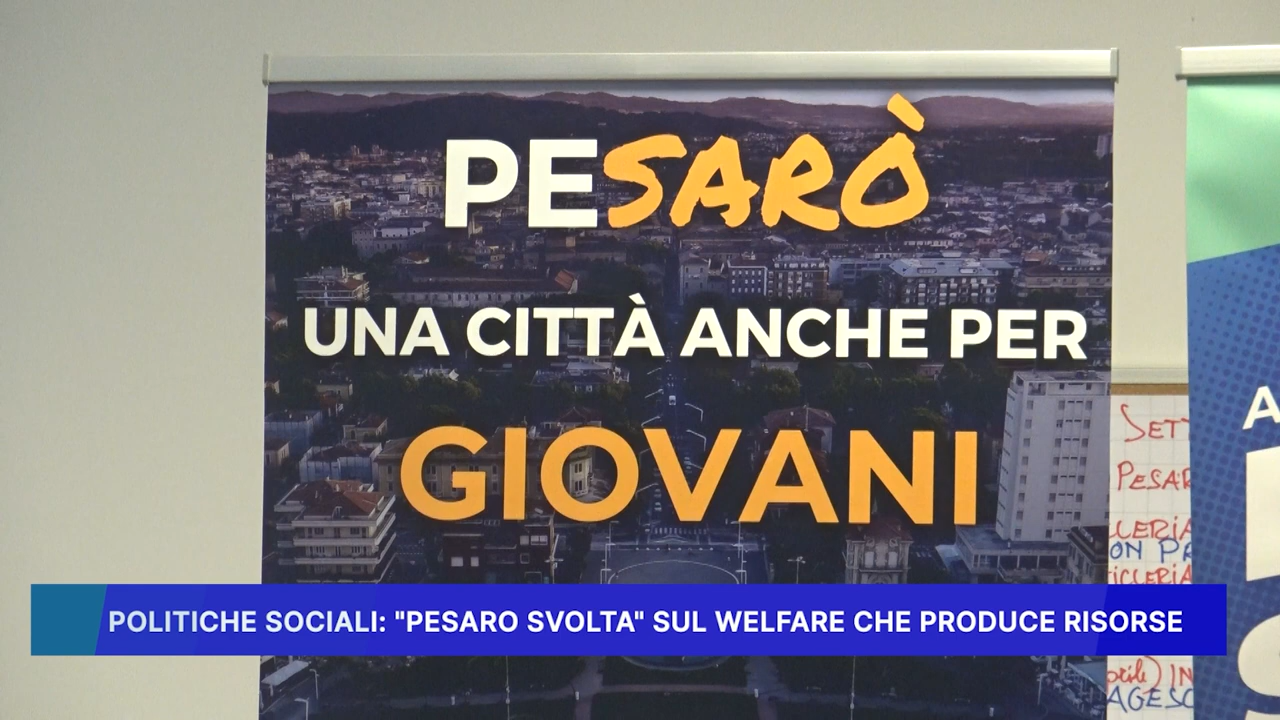 PESARÒ
UNA CITTÀ ANCHE PER
GIOVANI
POLITICHE SOCIALI: "PESARO SVOLTA" SUL WELFARE CHE PRODUCE RISORSE